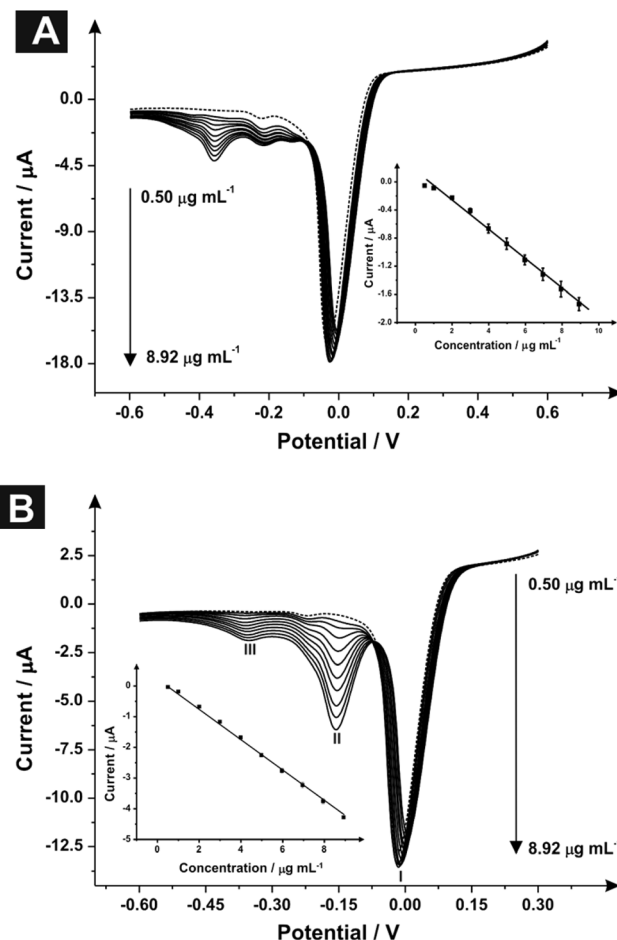 A
0.0
-4.5
-9.0
-13.5
-18.0
Current / µA
0.50 µg mL-1
8.92 µg mL-1
0.0
-0.4
-0.8
-1.2
-1.6
-2.0
Current / µA
0 2 4 6 8 10
Concentration / µg mL-1
-0.6 -0.4 -0.2 0.0 0.2 0.4 0.6
Potential / V
B
2.5
0.0
-2.5
-5.0
-7.5
-10.0
-12.5
Current / µA
0.50 µg mL-
8.92 µg mL-
III
II
I
0
-1
-2
-3
-4
-5
Current / µA
0 2 4 6 8
Concentration / µg mL-1
-0.60 -0.45 -0.30 -0.15 0.00 0.15 0.30
Potential / V